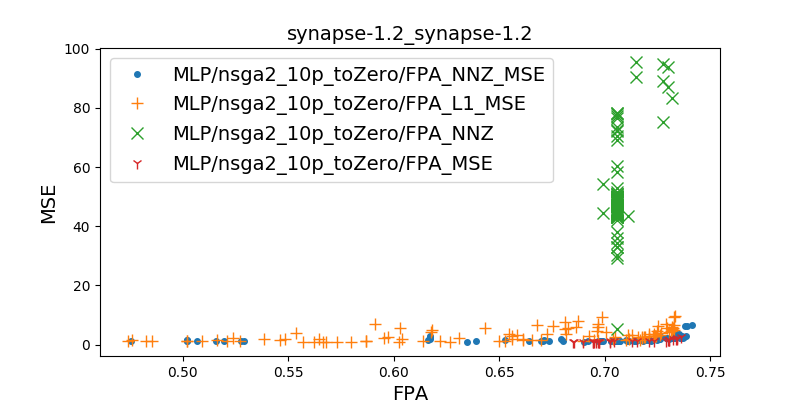 synapse-1.2_synapse-1.2
100
80
60
40
20
0
MSE
MLP/nsga2_10p_toZero/FPA_NNZ_MSE
MLP/nsga2_10p_toZero/FPA_L1_MSE
MLP/nsga2_10p_toZero/FPA_NNZ
MLP/nsga2_10p_toZero/FPA_MSE
0.50 0.55 0.60 0.65 0.70 0.75
FPA